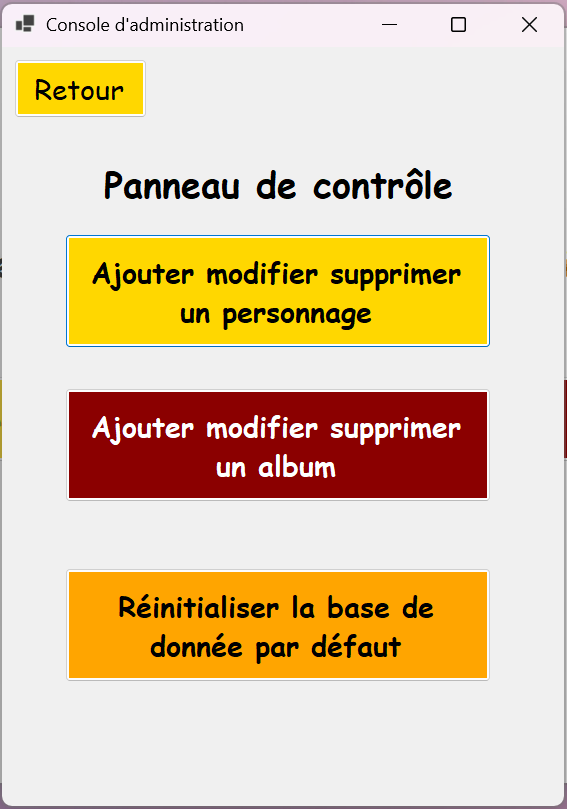 Console d'administration
Retour
Panneau de contrôle
Ajouter modifier supprimer
un personnage
Ajouter modifier supprimer
un album
Réinitialiser la base de
donnée par défaut